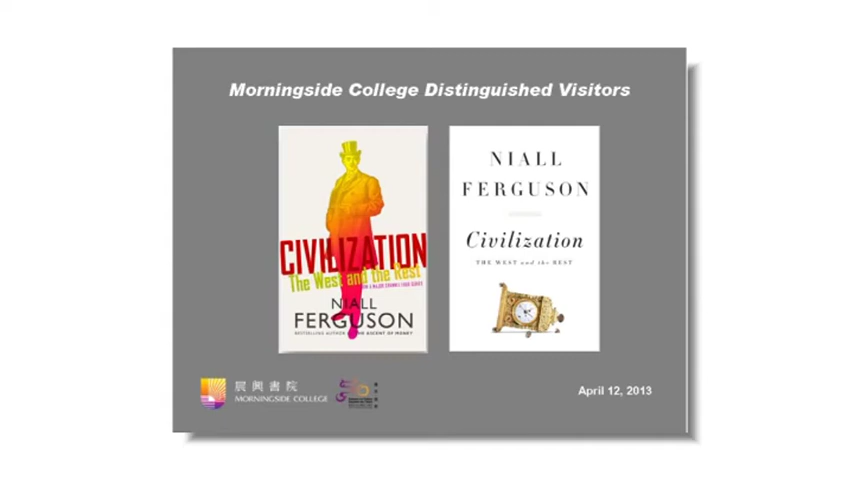 Morningside College Distinguished Visitors
CIVILIZATION
The West and the Rest
NIALL
FERGUSON
BESTSELLING AUTHOR OF THE ASCENT OF MONEY
NIALL
FERGUSON
Civilization
THE WEST and the REST
晨興書院
MORNINGSIDE COLLEGE
April 12, 2013